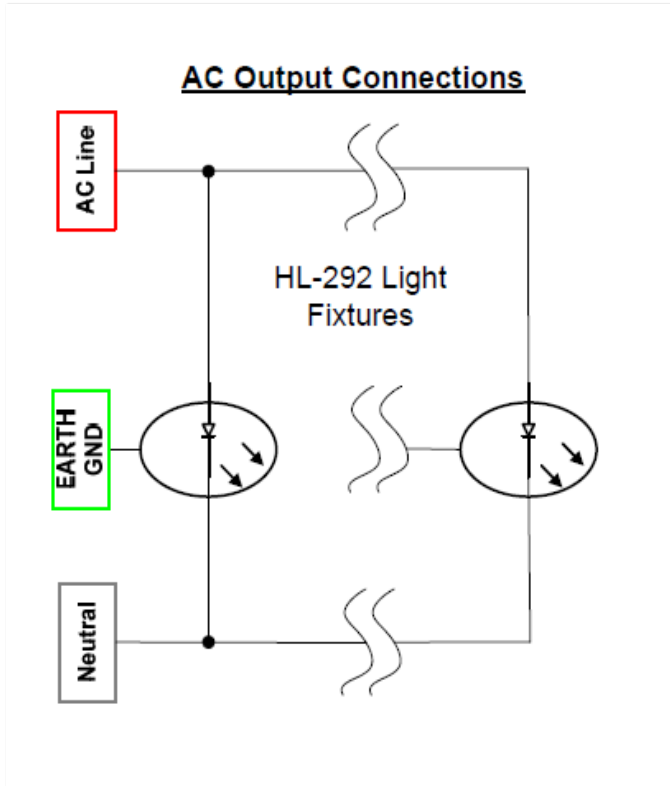 AC Output Connections
AC Line
HL-292 Light
Fixtures
EARTH
GND
Neutral